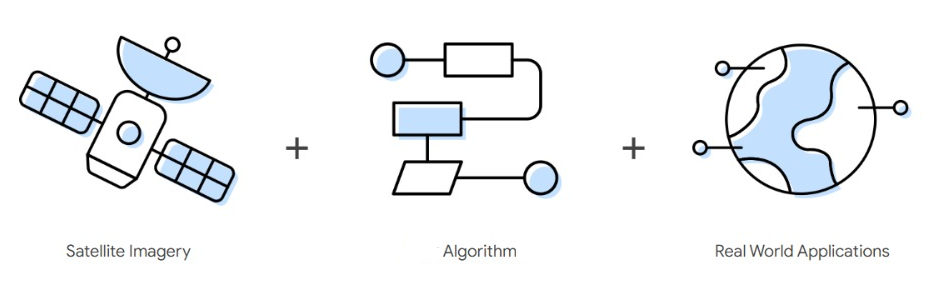 +
+
Satellite Imagery
Algorithm
Real World Applications